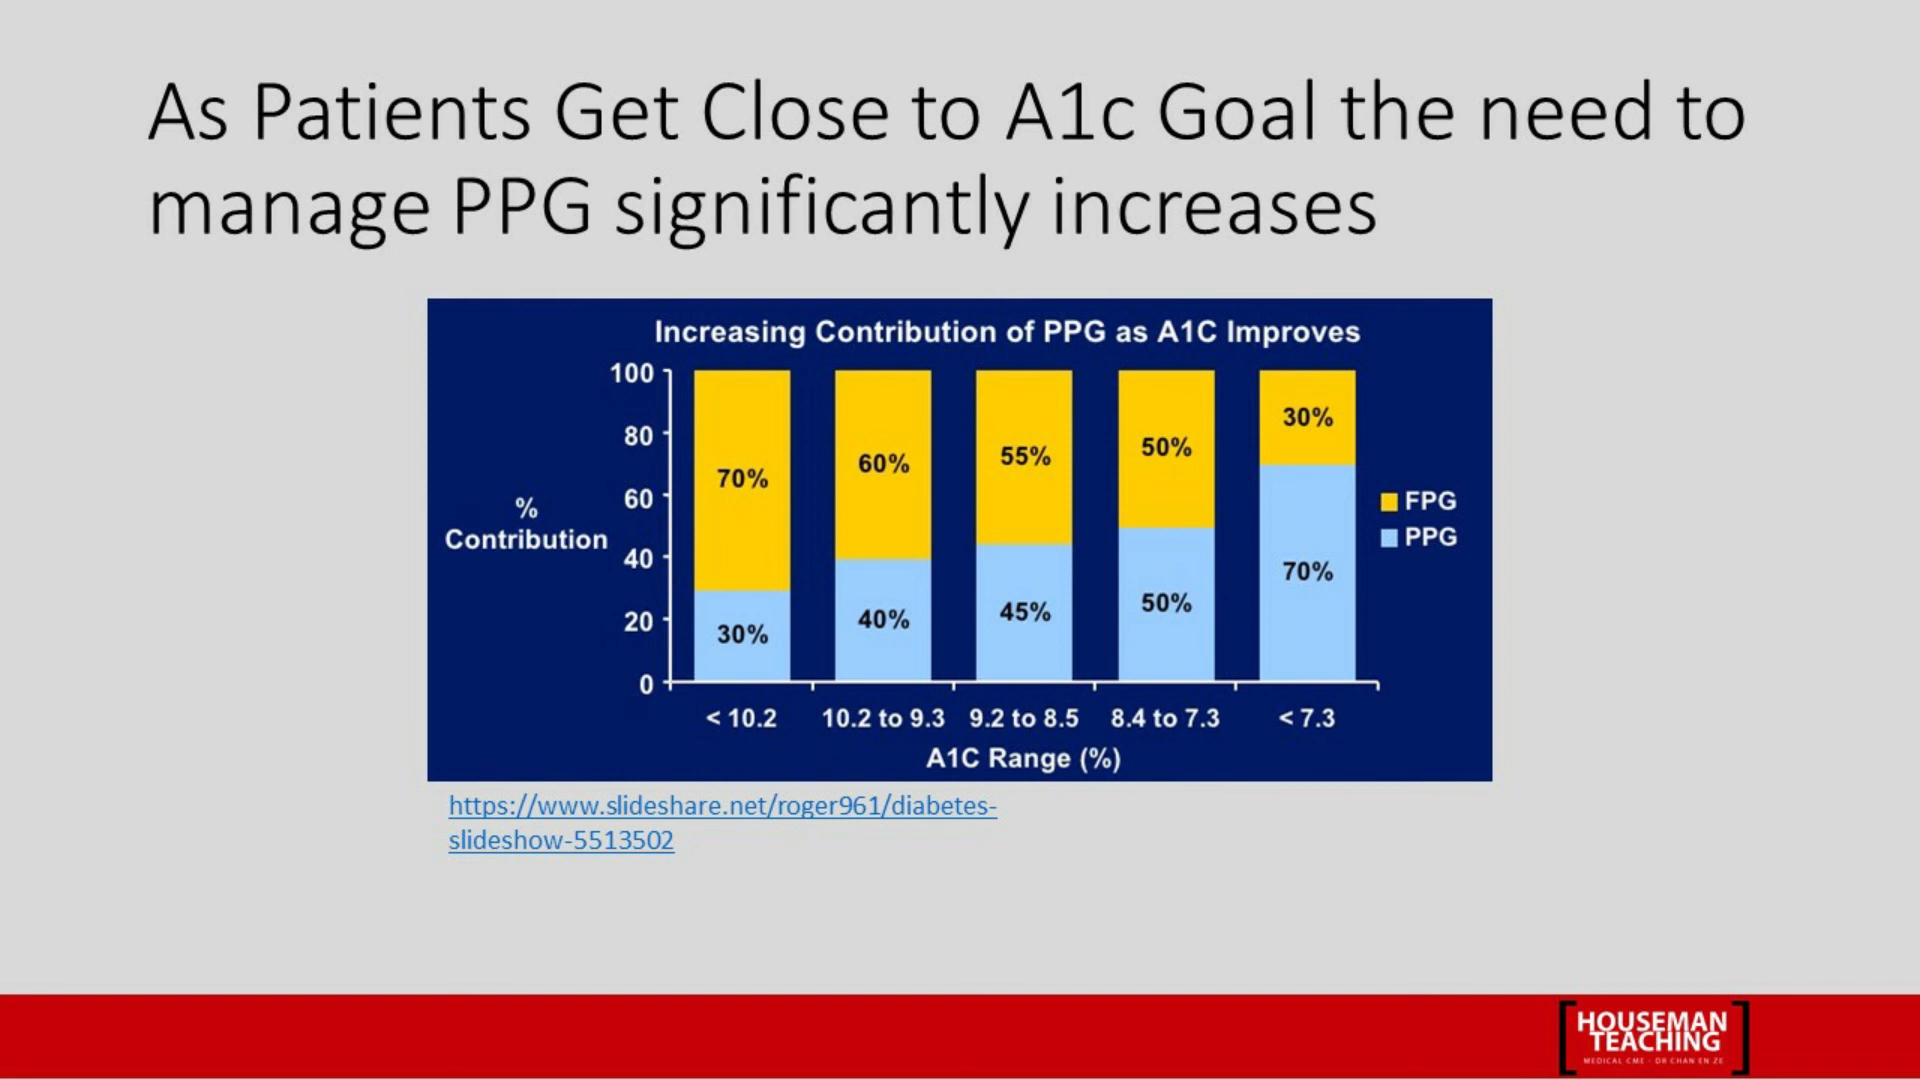 As Patients Get Close to A1c Goal the need to
manage PPG significantly increases
Increasing Contribution of PPG as A1C Improves
% Contribution
100
80
60
40
20
0
70%
60%
55%
50%
30%
30%
40%
45%
50%
70%
FPG
PPG
< 10.2
10.2 to 9.3
9.2 to 8.5
8.4 to 7.3
< 7.3
A1C Range (%)
https://www.slideshare.net/roger961/diabetes-
slideshow-5513502
HOUSEMAN
TEACHING
MEDICAL CME - DR CHAN EN ZE